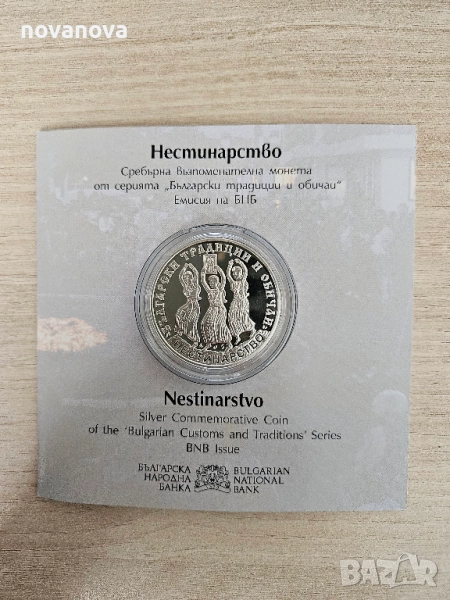 novanova
Нестинарство
Сребърна възпоменателна монета
от серията „Български традиции и обичаи“
Емисия на БНБ
БЪЛГАРСКИ ТРАДИЦИИ И ОБИЧАИ
НЕСТИНАРСТВО
Nestinarstvo
Silver Commemorative Coin
of the 'Bulgarian Customs and Traditions' Series
BNB Issue
БЪЛГАРСКА BULGARIAN
НАРОДНА NATIONAL
БАНКА BANK
BAZAR